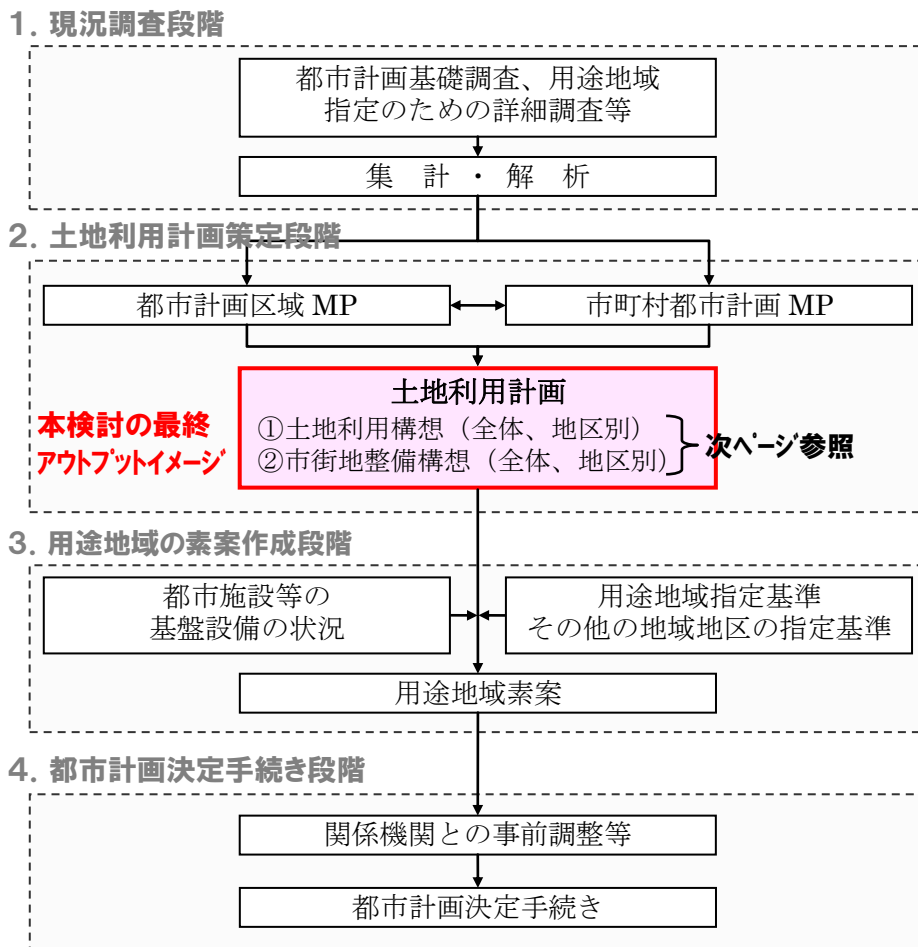 1. 現況調査段階
都市計画基礎調査、用途地域
指定のための詳細調査等
集 計 ・ 解 析
2. 土地利用計画策定段階
都市計画区域 MP
市町村都市計画 MP
土地利用計画
①土地利用構想（全体、地区別）
②市街地整備構想（全体、地区別）
次ページ参照
本検討の最終
アウトプットイメージ
3. 用途地域の素案作成段階
都市施設等の
基盤設備の状況
用途地域指定基準
その他の地域地区の指定基準
用途地域素案
4. 都市計画決定手続き段階
関係機関との事前調整等
都市計画決定手続き